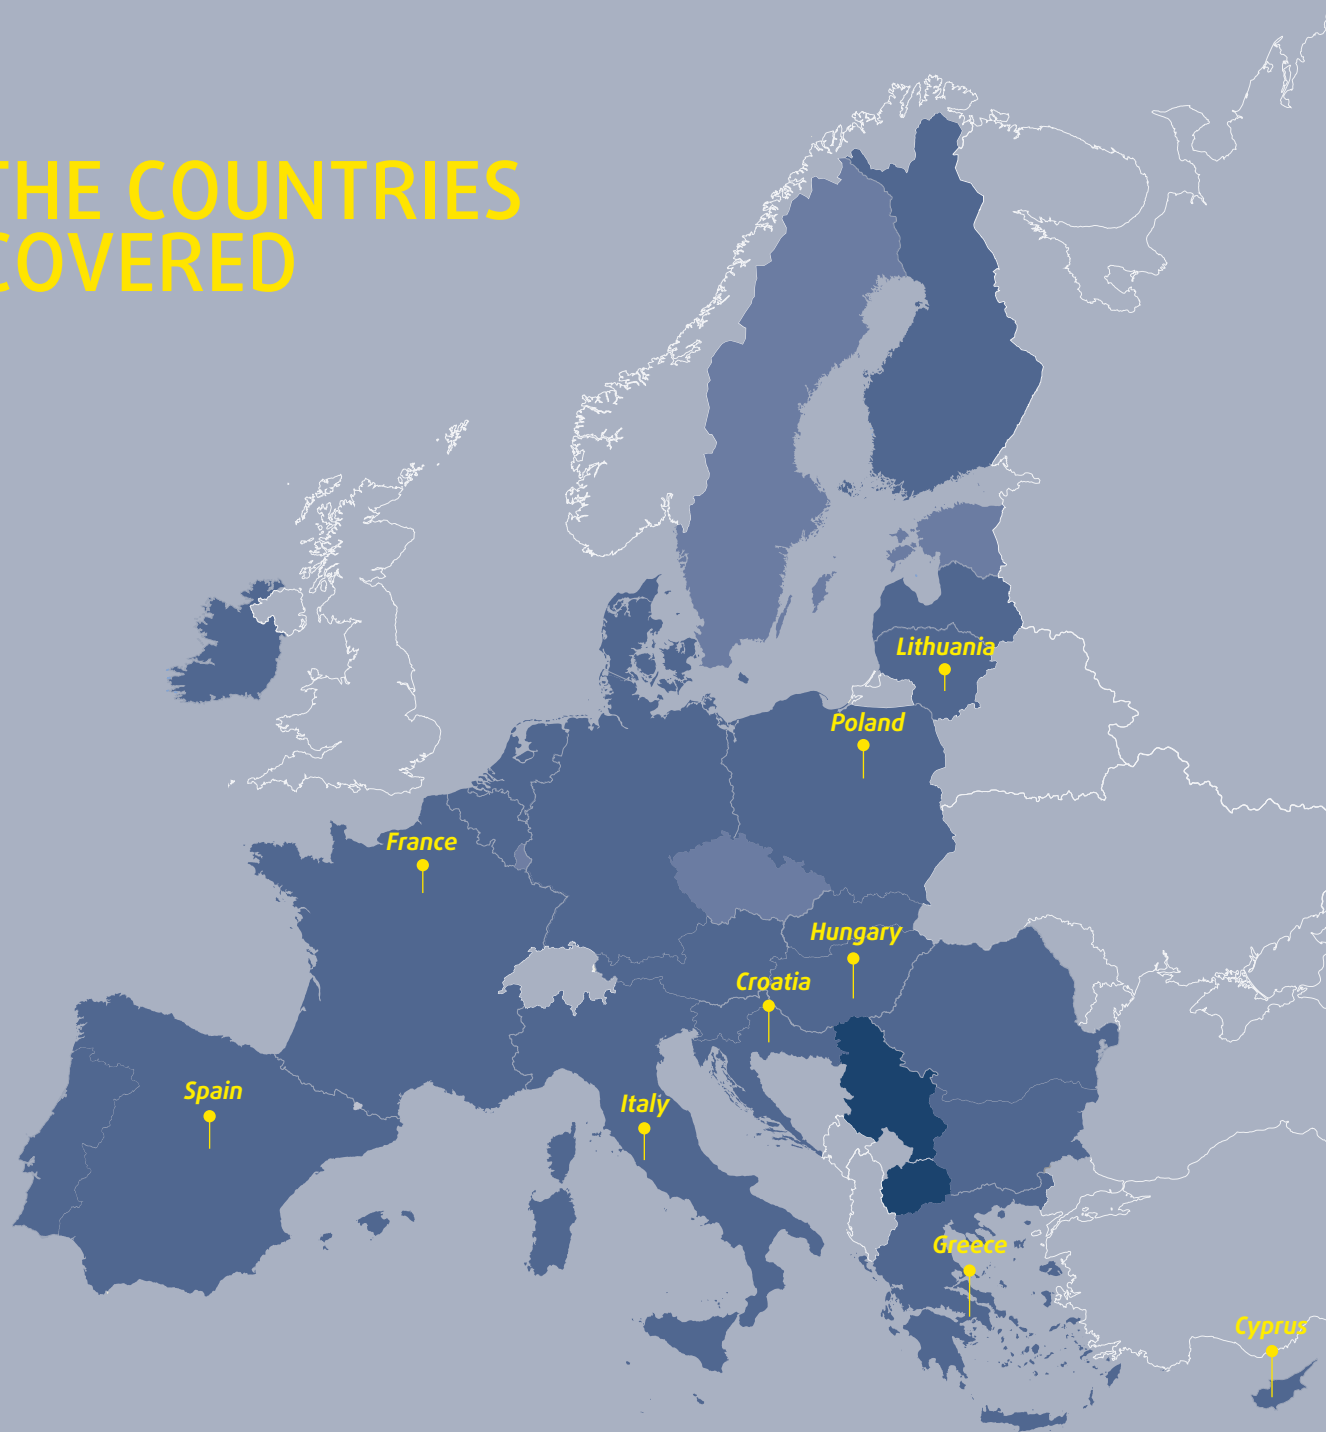 THE COUNTRIES
COVERED
Lithuania
Poland
France
Hungary
Croatia
Spain
Italy
Greece
Cyprus